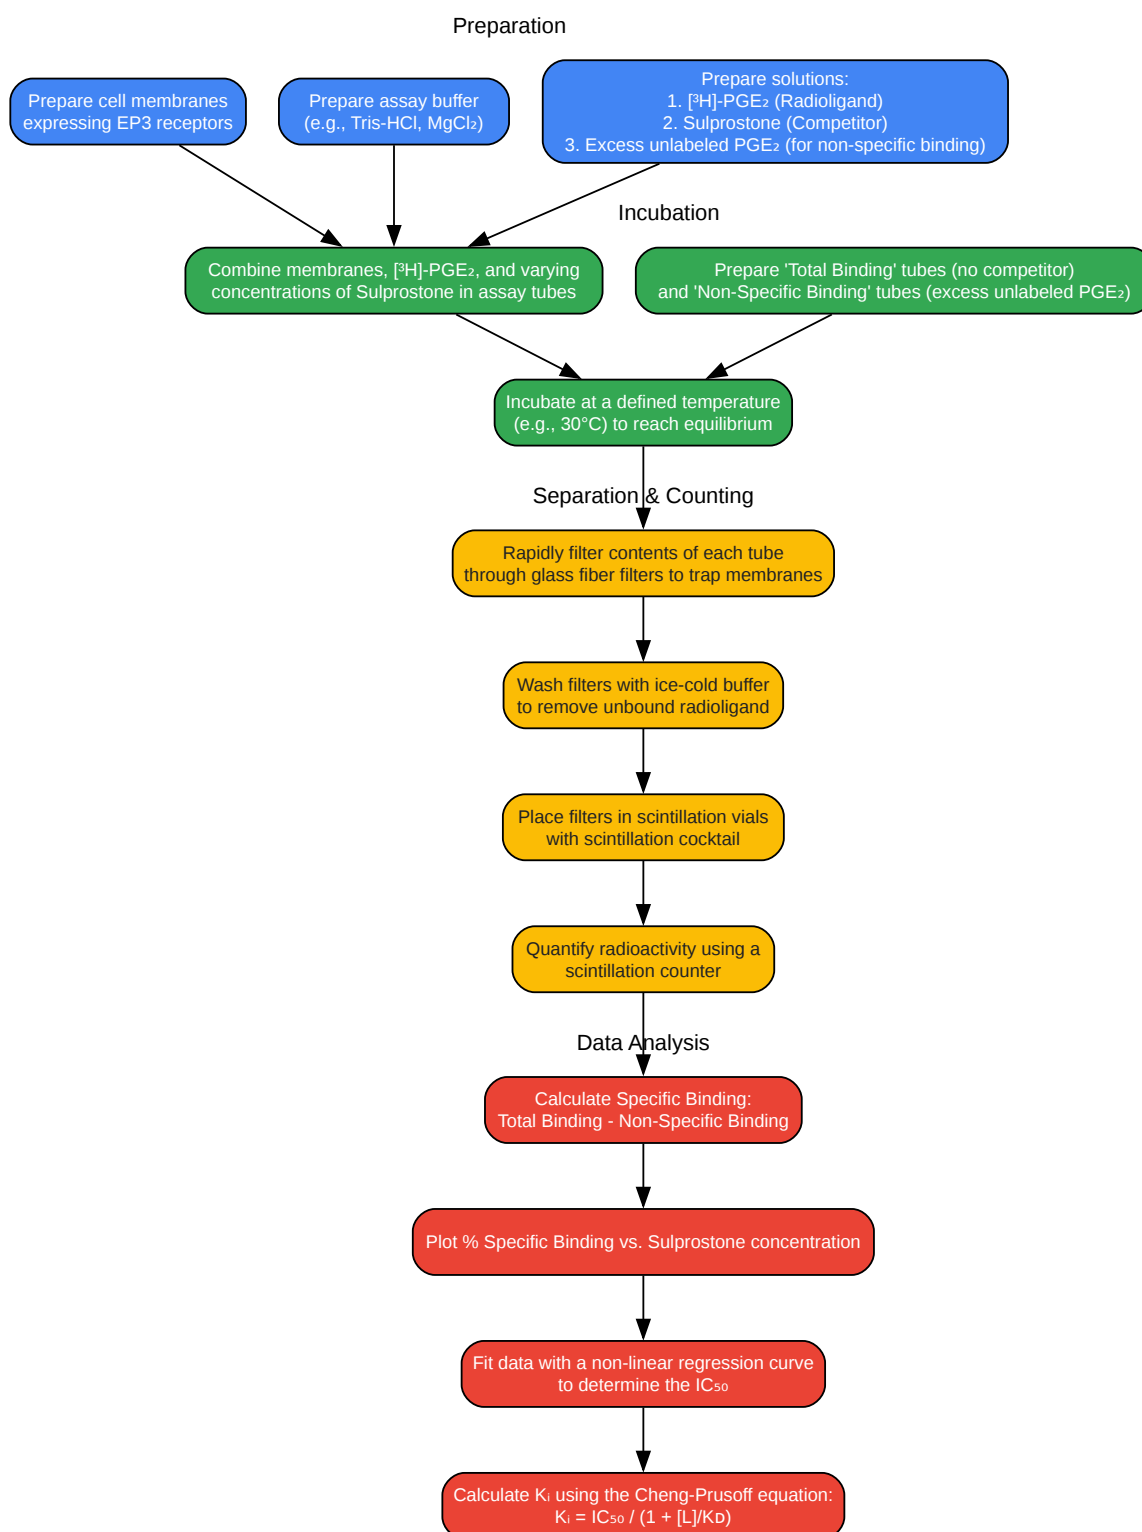 Preparation
Prepare cell membranes
expressing EP3 receptors
Prepare assay buffer
(e.g., Tris-HCl, MgCl₂)
Prepare solutions:
1. [³H]-PGE₂ (Radioligand)
2. Sulprostone (Competitor)
3. Excess unlabeled PGE₂ (for non-specific binding)
Incubation
Combine membranes, [³H]-PGE₂, and varying
concentrations of Sulprostone in assay tubes
Prepare 'Total Binding' tubes (no competitor)
and 'Non-Specific Binding' tubes (excess unlabeled PGE₂)
Incubate at a defined temperature
(e.g., 30°C) to reach equilibrium
Separation & Counting
Rapidly filter contents of each tube
through glass fiber filters to trap membranes
Wash filters with ice-cold buffer
to remove unbound radioligand
Place filters in scintillation vials
with scintillation cocktail
Quantify radioactivity using a
scintillation counter
Data Analysis
Calculate Specific Binding:
Total Binding - Non-Specific Binding
Plot % Specific Binding vs. Sulprostone concentration
Fit data with a non-linear regression curve
to determine the IC₅₀
Calculate Kᵢ using the Cheng-Prusoff equation:
Kᵢ = IC₅₀ / (1 + [L]/Kᴅ)